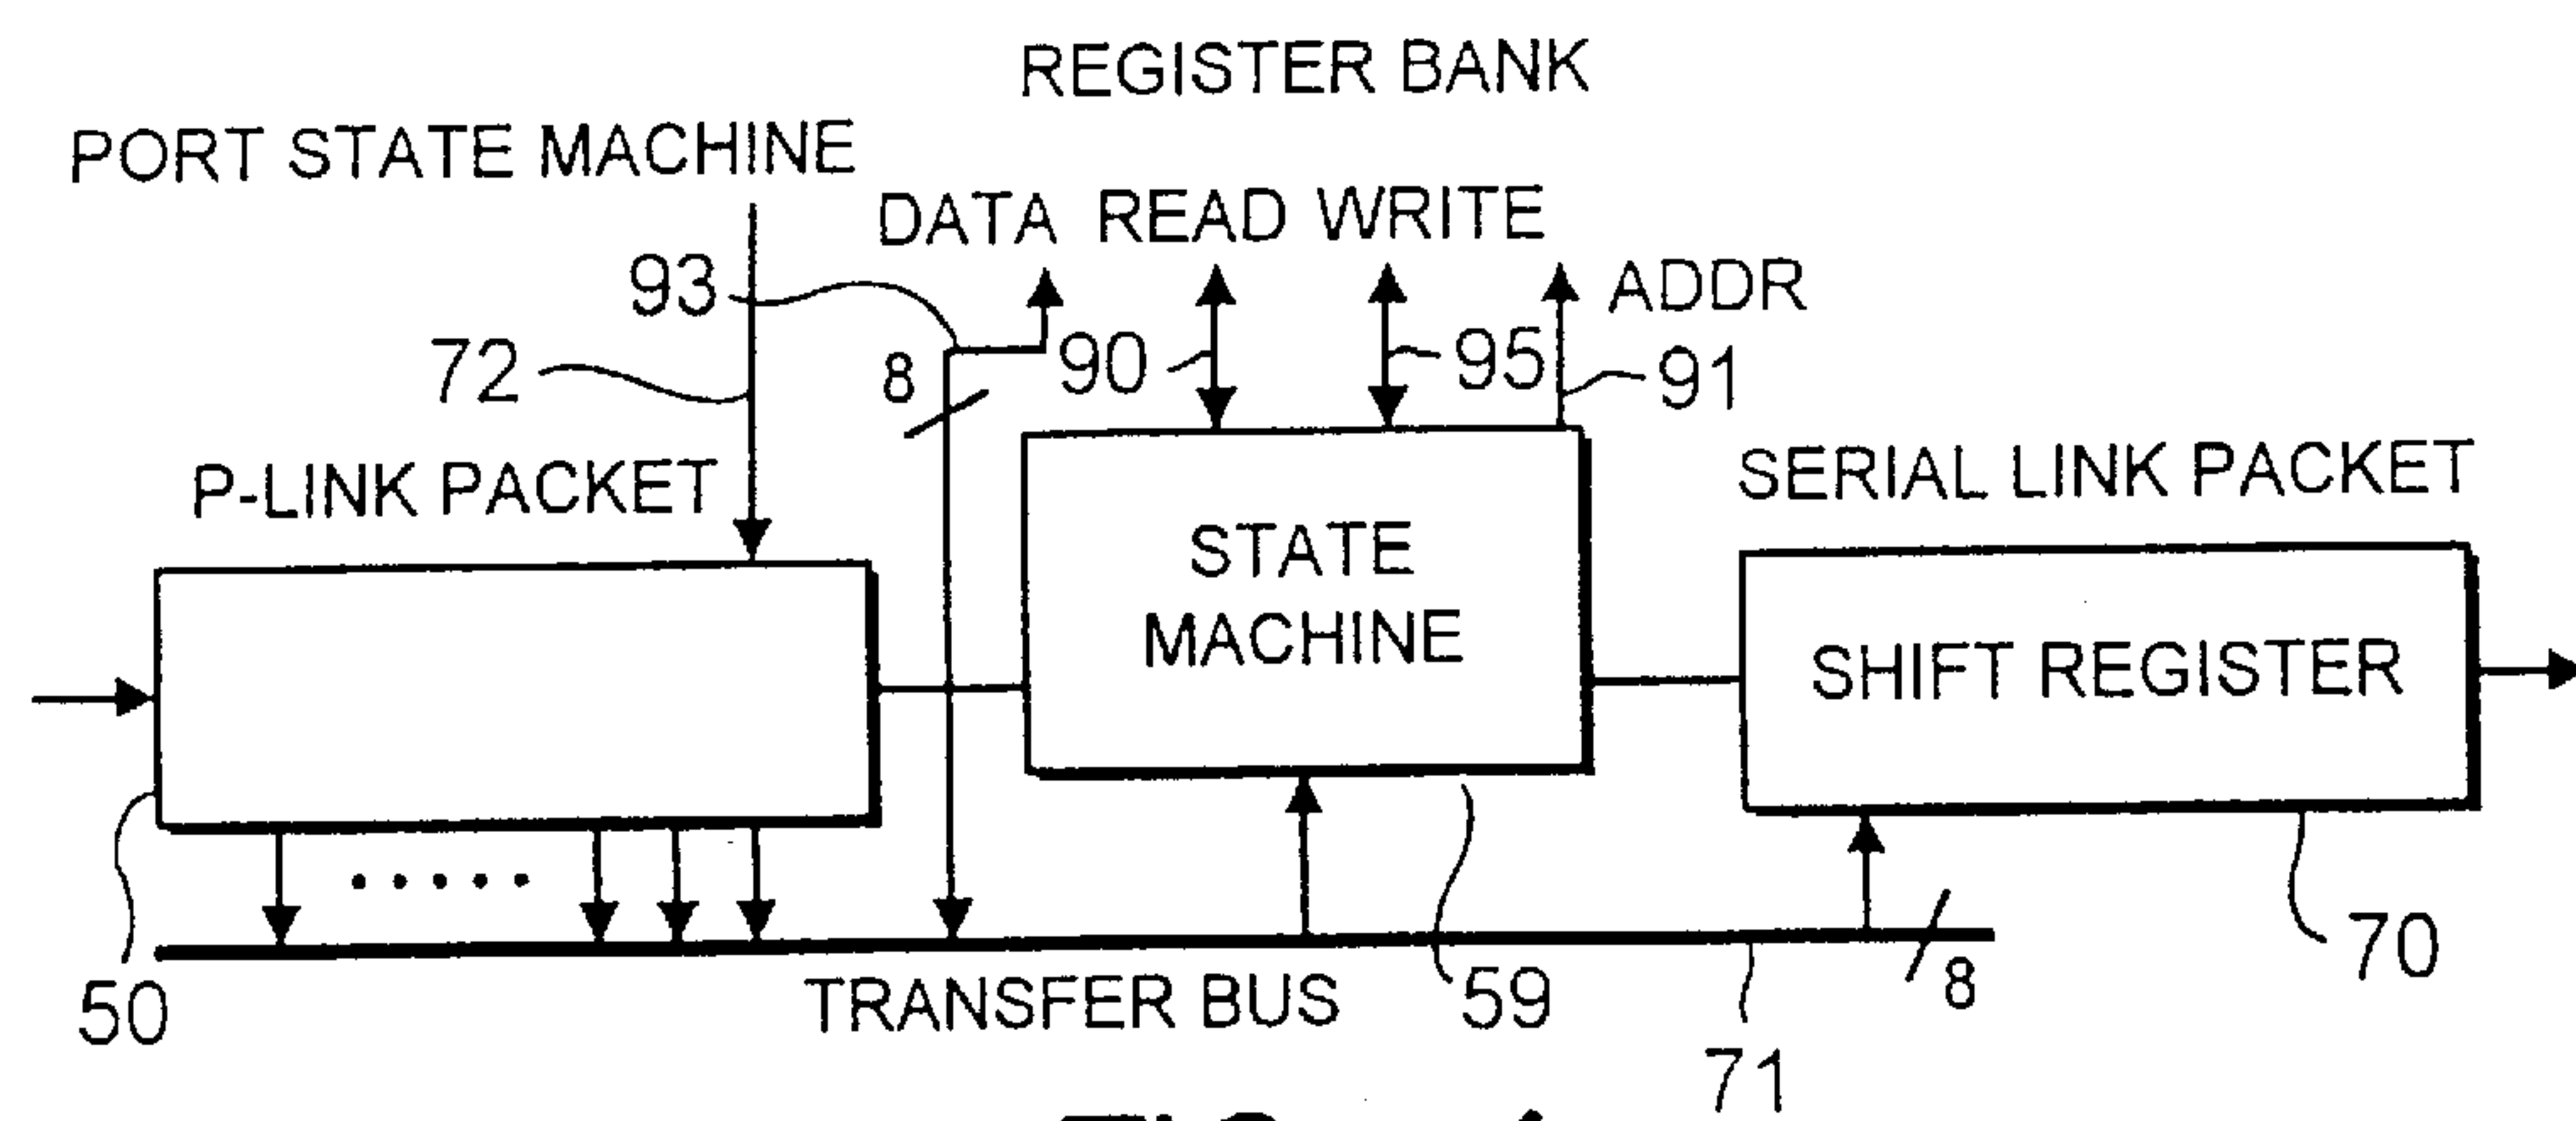 REGISTER BANK
PORT STATE MACHINE
DATA READ WRITE
93
ADDR
72
8
90
95
91
P-LINK PACKET
SERIAL LINK PACKET
STATE
MACHINE
SHIFT REGISTER
50
TRANSFER BUS
59
8
70
71